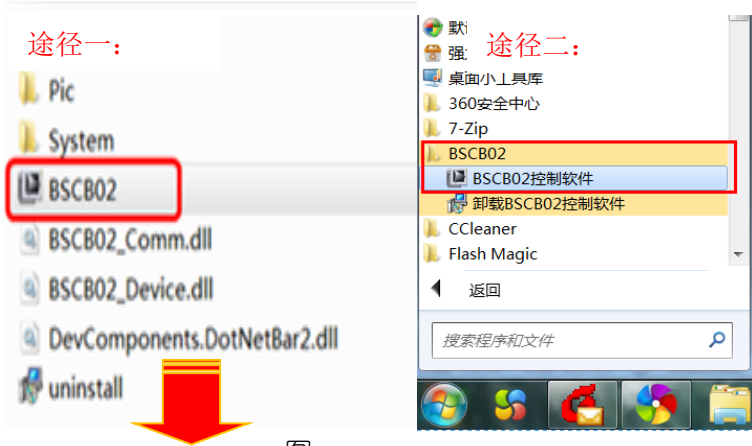 途径一：
Pic
System
BSCB02
BSCB02_Comm.dll
BSCB02_Device.dll
DevComponents.DotNetBar2.dll
uninstall
途径二：
默
强
桌面小工具库
360安全中心
7-Zip
BSCB02
BSCB02控制软件
卸载BSCB02控制软件
CCleaner
Flash Magic
返回
搜索程序和文件